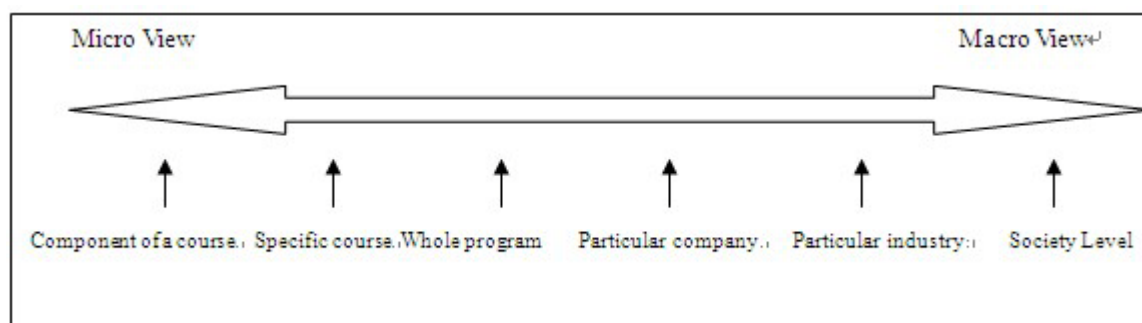 Micro View Macro View↵
Component of a course. Specific course. Whole program Particular company. Particular industry: Society Level